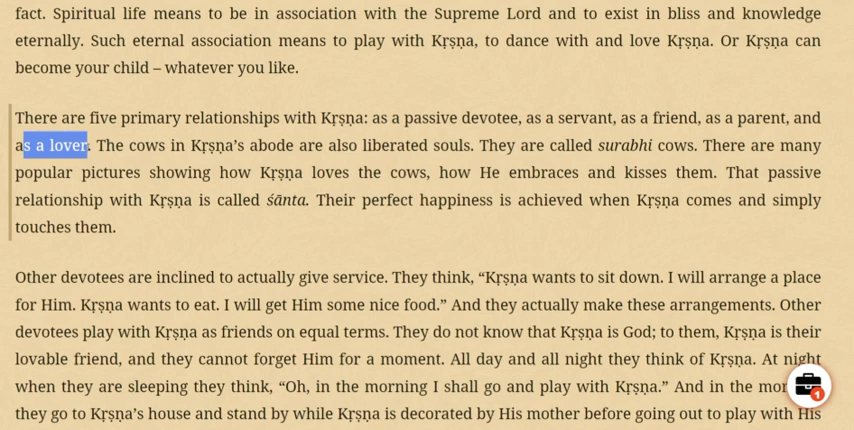 fact. Spiritual life means to be in association with the Supreme Lord and to exist in bliss and knowledge
eternally. Such eternal association means to play with Kṛṣṇa, to dance with and love Kṛṣṇa. Or Kṛṣṇa can
become your child – whatever you like.
There are five primary relationships with Kṛṣṇa: as a passive devotee, as a servant, as a friend, as a parent, and
as a lover. The cows in Kṛṣṇa’s abode are also liberated souls. They are called surabhi cows. There are many
popular pictures showing how Kṛṣṇa loves the cows, how He embraces and kisses them. That passive
relationship with Kṛṣṇa is called śānta. Their perfect happiness is achieved when Kṛṣṇa comes and simply
touches them.
Other devotees are inclined to actually give service. They think, “Kṛṣṇa wants to sit down. I will arrange a place
for Him. Kṛṣṇa wants to eat. I will get Him some nice food.” And they actually make these arrangements. Other
devotees play with Kṛṣṇa as friends on equal terms. They do not know that Kṛṣṇa is God; to them, Kṛṣṇa is their
lovable friend, and they cannot forget Him for a moment. All day and all night they think of Kṛṣṇa. At night
when they are sleeping they think, “Oh, in the morning I shall go and play with Kṛṣṇa.” And in the
they go to Kṛṣṇa’s house and stand by while Kṛṣṇa is decorated by His mother before going out to play with His
1